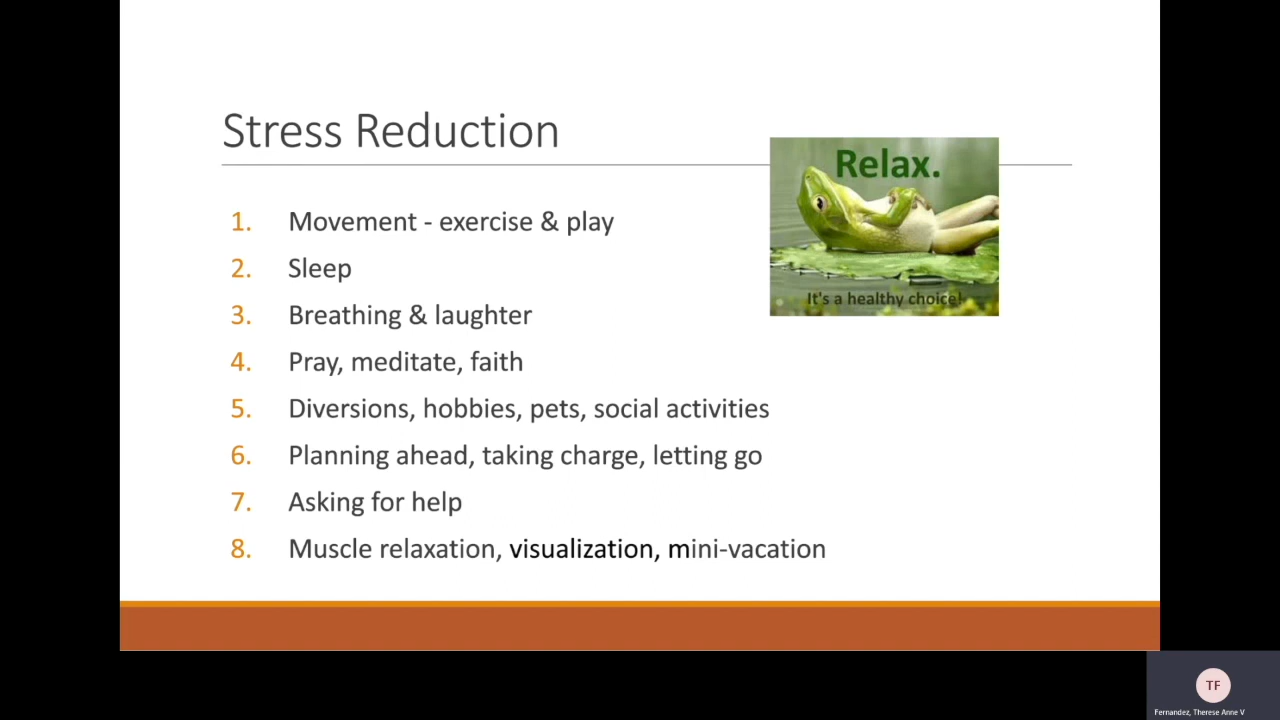 Stress Reduction
Relax.
It's a healthy choice!
1. Movement - exercise & play
2. Sleep
3. Breathing & laughter
4. Pray, meditate, faith
5. Diversions, hobbies, pets, social activities
6. Planning ahead, taking charge, letting go
7. Asking for help
8. Muscle relaxation, visualization, mini-vacation
TF
Fernandez, Therese Anne V